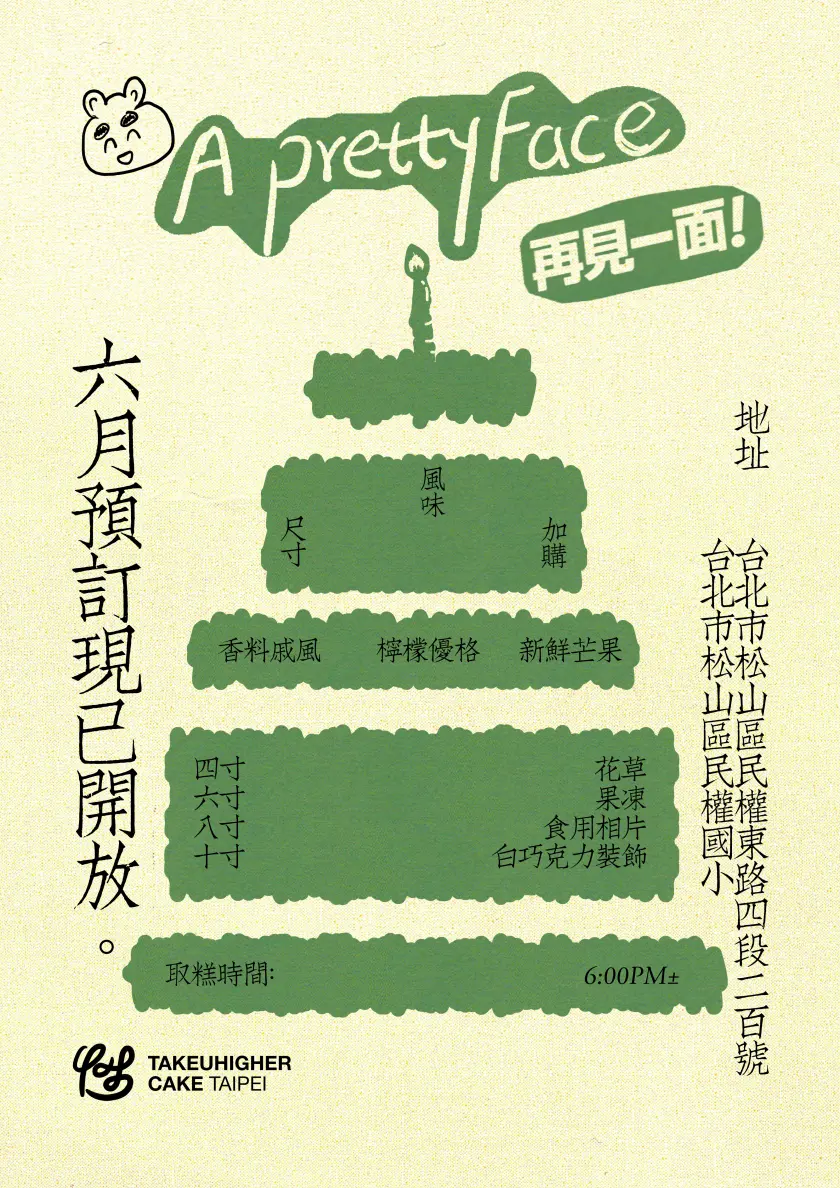 A prettyFace
再見一面!
六月預訂現已開放。
風味
尺寸
加購
香料戚風
檸檬優格
新鮮芒果
四寸
六寸
八寸
十寸
花草
果凍
食用相片
白巧克力裝飾
取糕時間:
6:00PM±
地址
台北市松山區民權東路四段二百號
台北市松山區民權國小
TAKEUHIGHER
CAKE TAIPEI